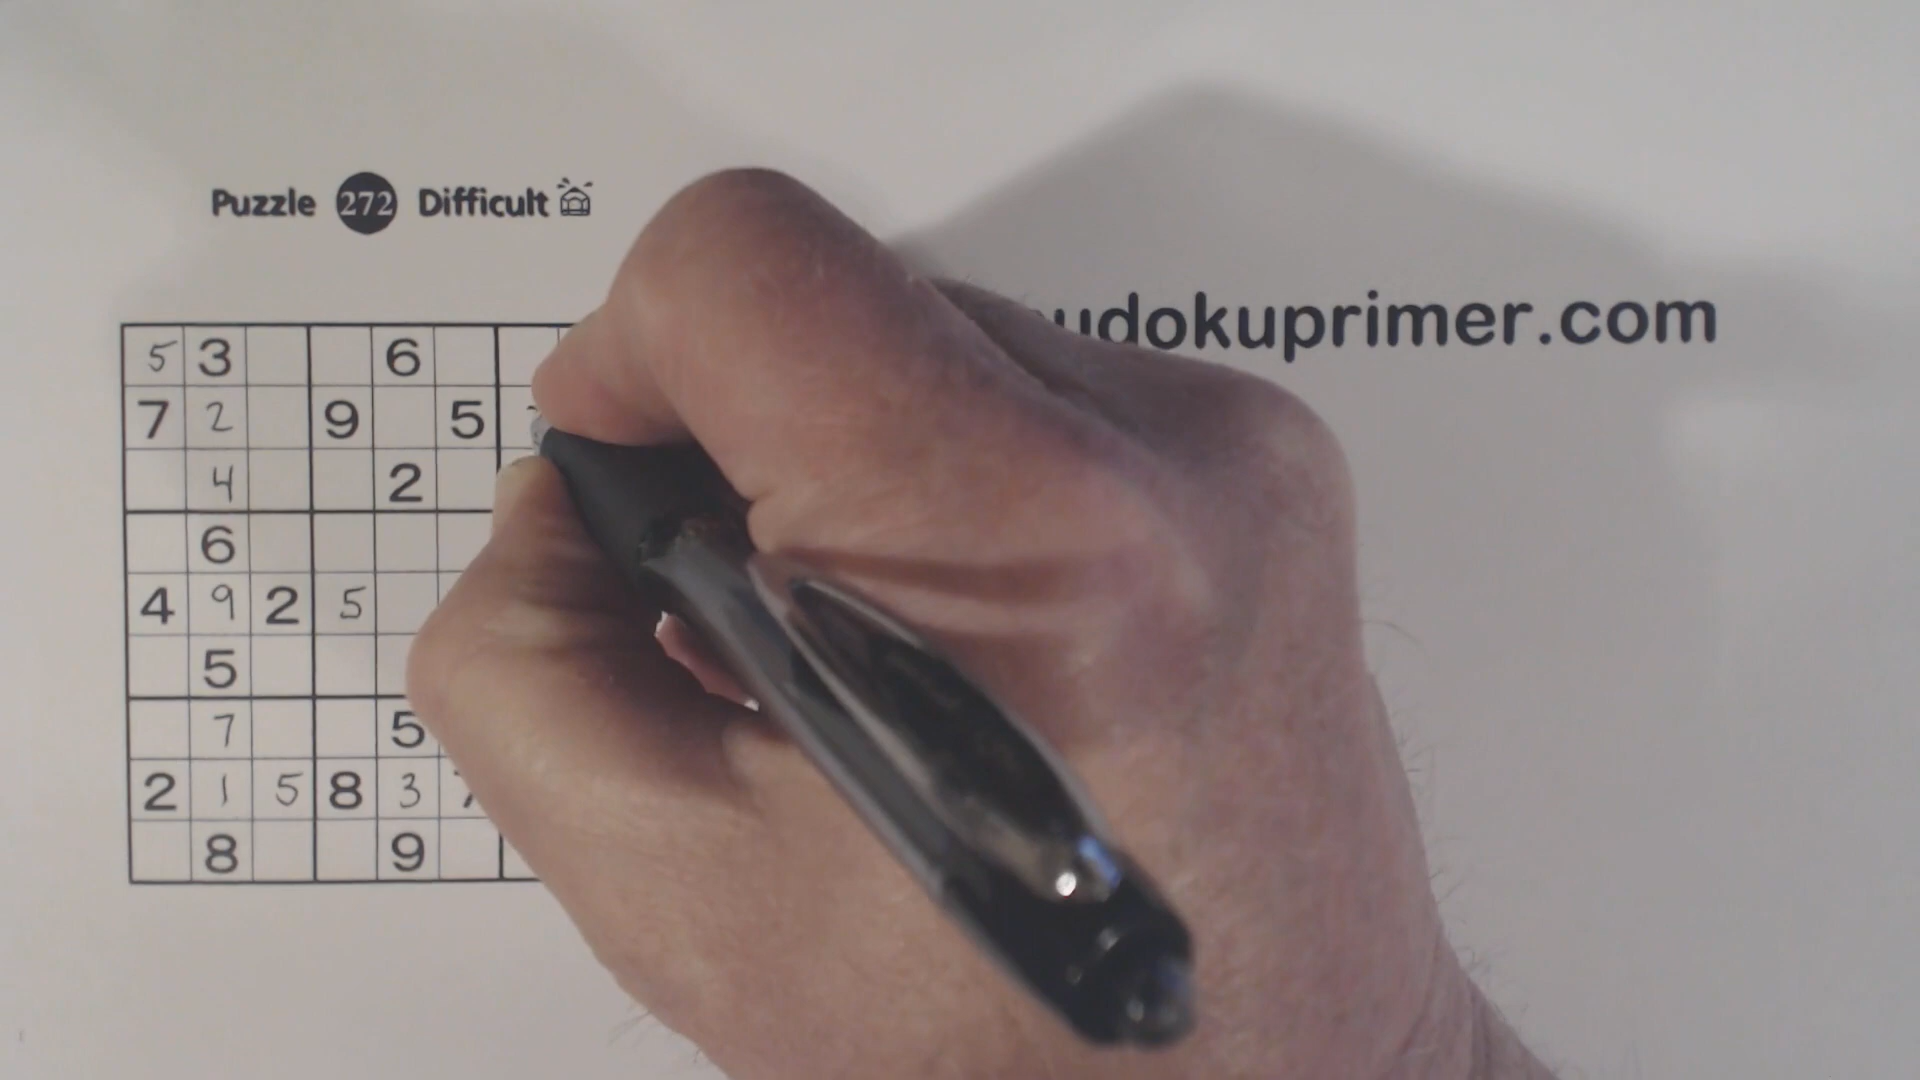 Puzzle 272 Difficult
udokuprimer.com
5 3 6
7 2 9 5
4 2
6
4 9 2 5
5
7 5
2 1 5 8 3
8 9